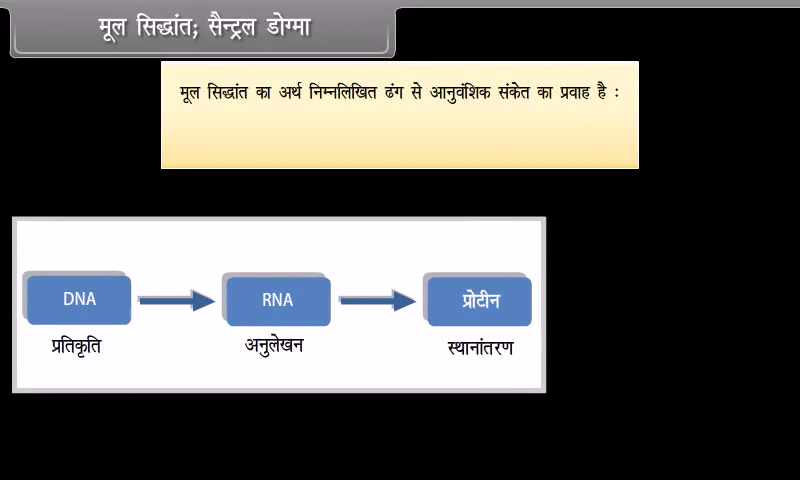 मूल सिद्धांत; सैन्ट्रल डोग्मा
मूल सिद्धांत का अर्थ निम्नलिखित ढंग से आनुवंशिक संकेत का प्रवाह है :
DNA
RNA
प्रोटीन
प्रतिकृति
अनुलेखन
स्थानांतरण